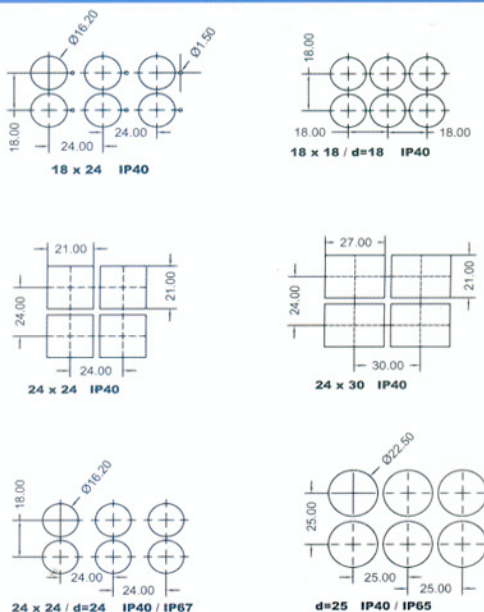 Ø16.20
Ø1.50
18.00
24.00
24.00
18 x 24 IP40
18.00
18.00
18.00
18 x 18 / d=18 IP40
21.00
21.00
24.00
24.00
24 x 24 IP40
27.00
21.00
24.00
30.00
24 x 30 IP40
Ø16.20
18.00
24.00
24.00
24 x 24 / d=24 IP40 / IP67
Ø22.50
25.00
25.00
25.00
d=25 IP40 / IP65